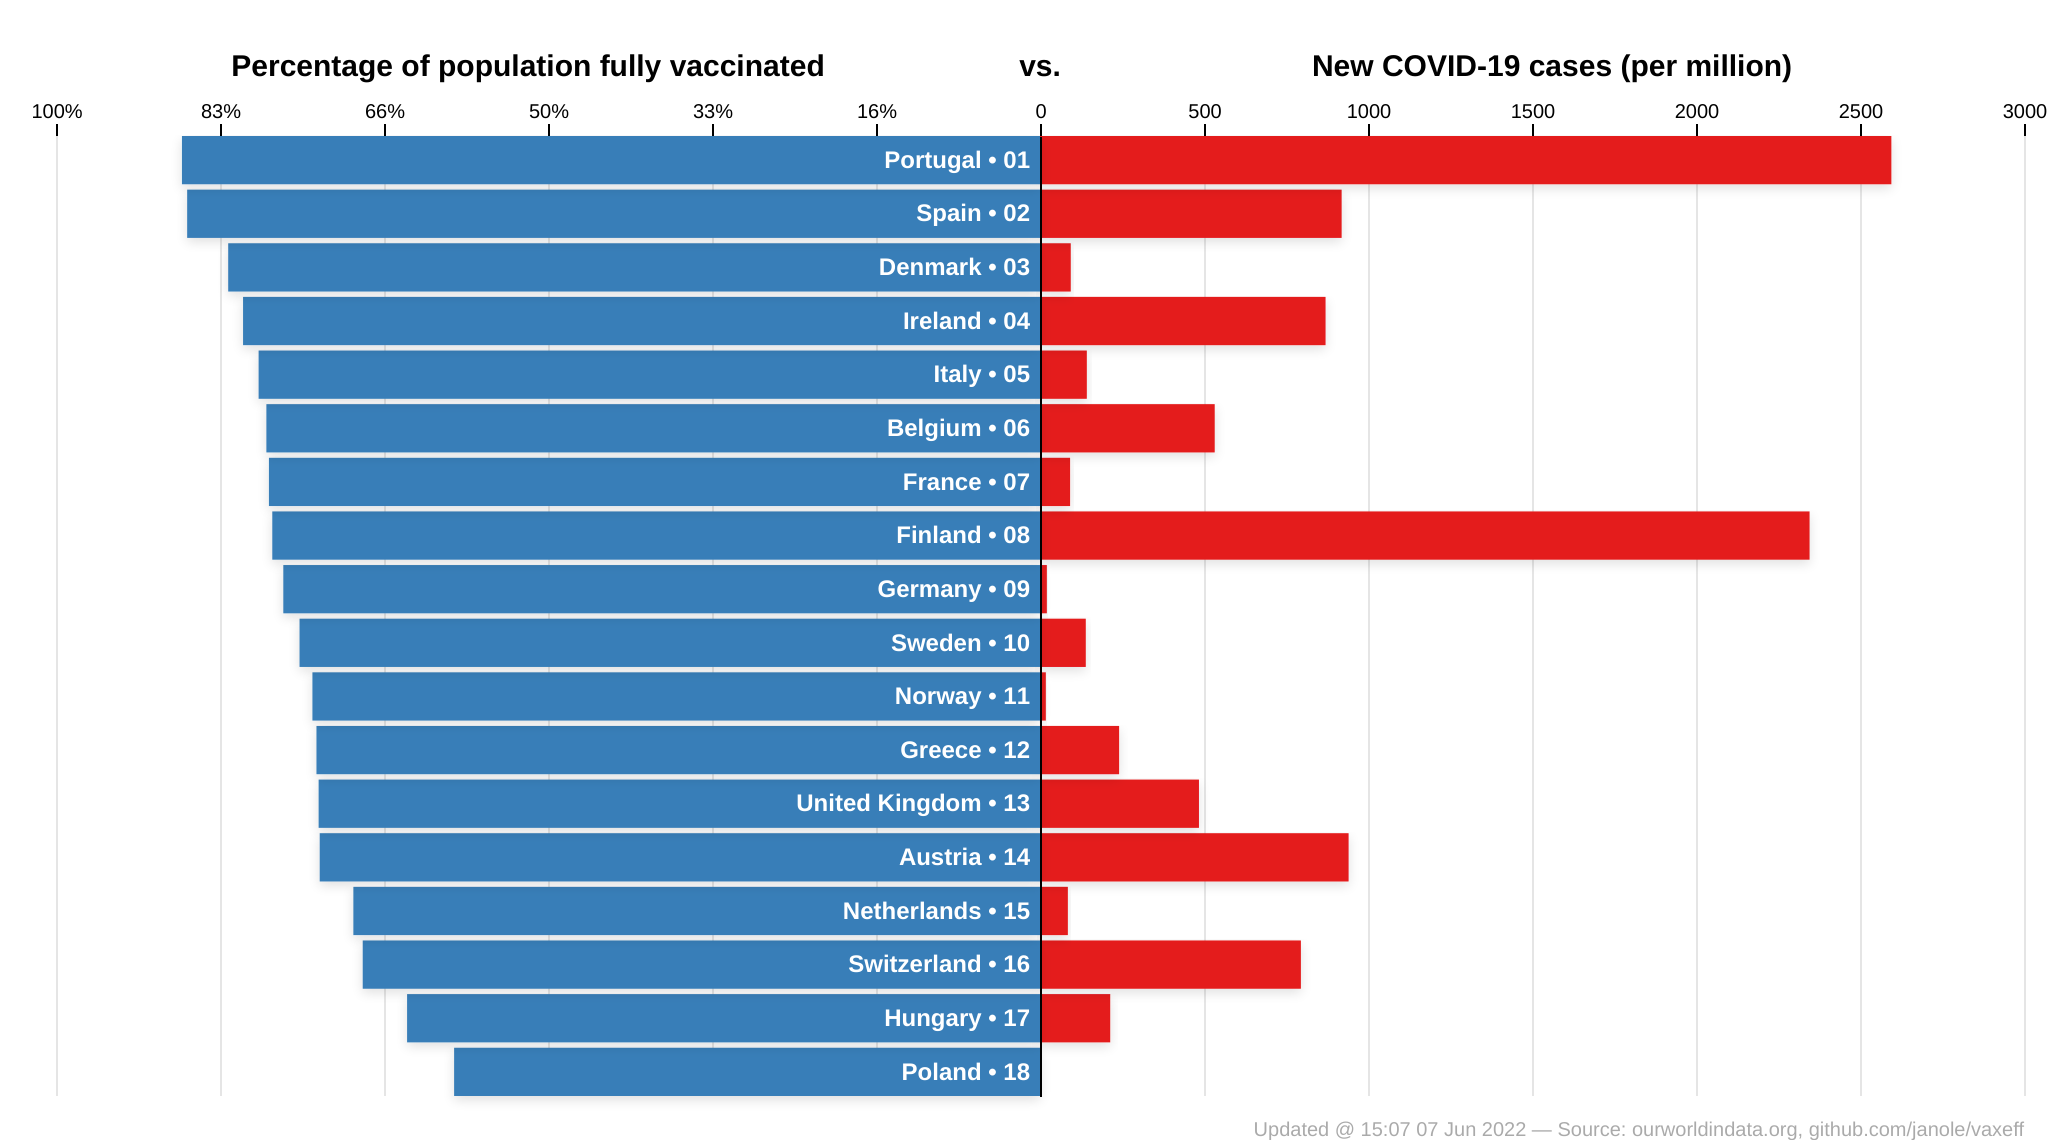 Percentage of population fully vaccinated vs. New COVID-19 cases (per million)
100% 83% 66% 50% 33% 16% 0 500 1000 1500 2000 2500 3000
Portugal • 01
Spain • 02
Denmark • 03
Ireland • 04
Italy • 05
Belgium • 06
France • 07
Finland • 08
Germany • 09
Sweden • 10
Norway • 11
Greece • 12
United Kingdom • 13
Austria • 14
Netherlands • 15
Switzerland • 16
Hungary • 17
Poland • 18
Updated @ 15:07 07 Jun 2022 — Source: ourworldindata.org, github.com/janole/vaxeff